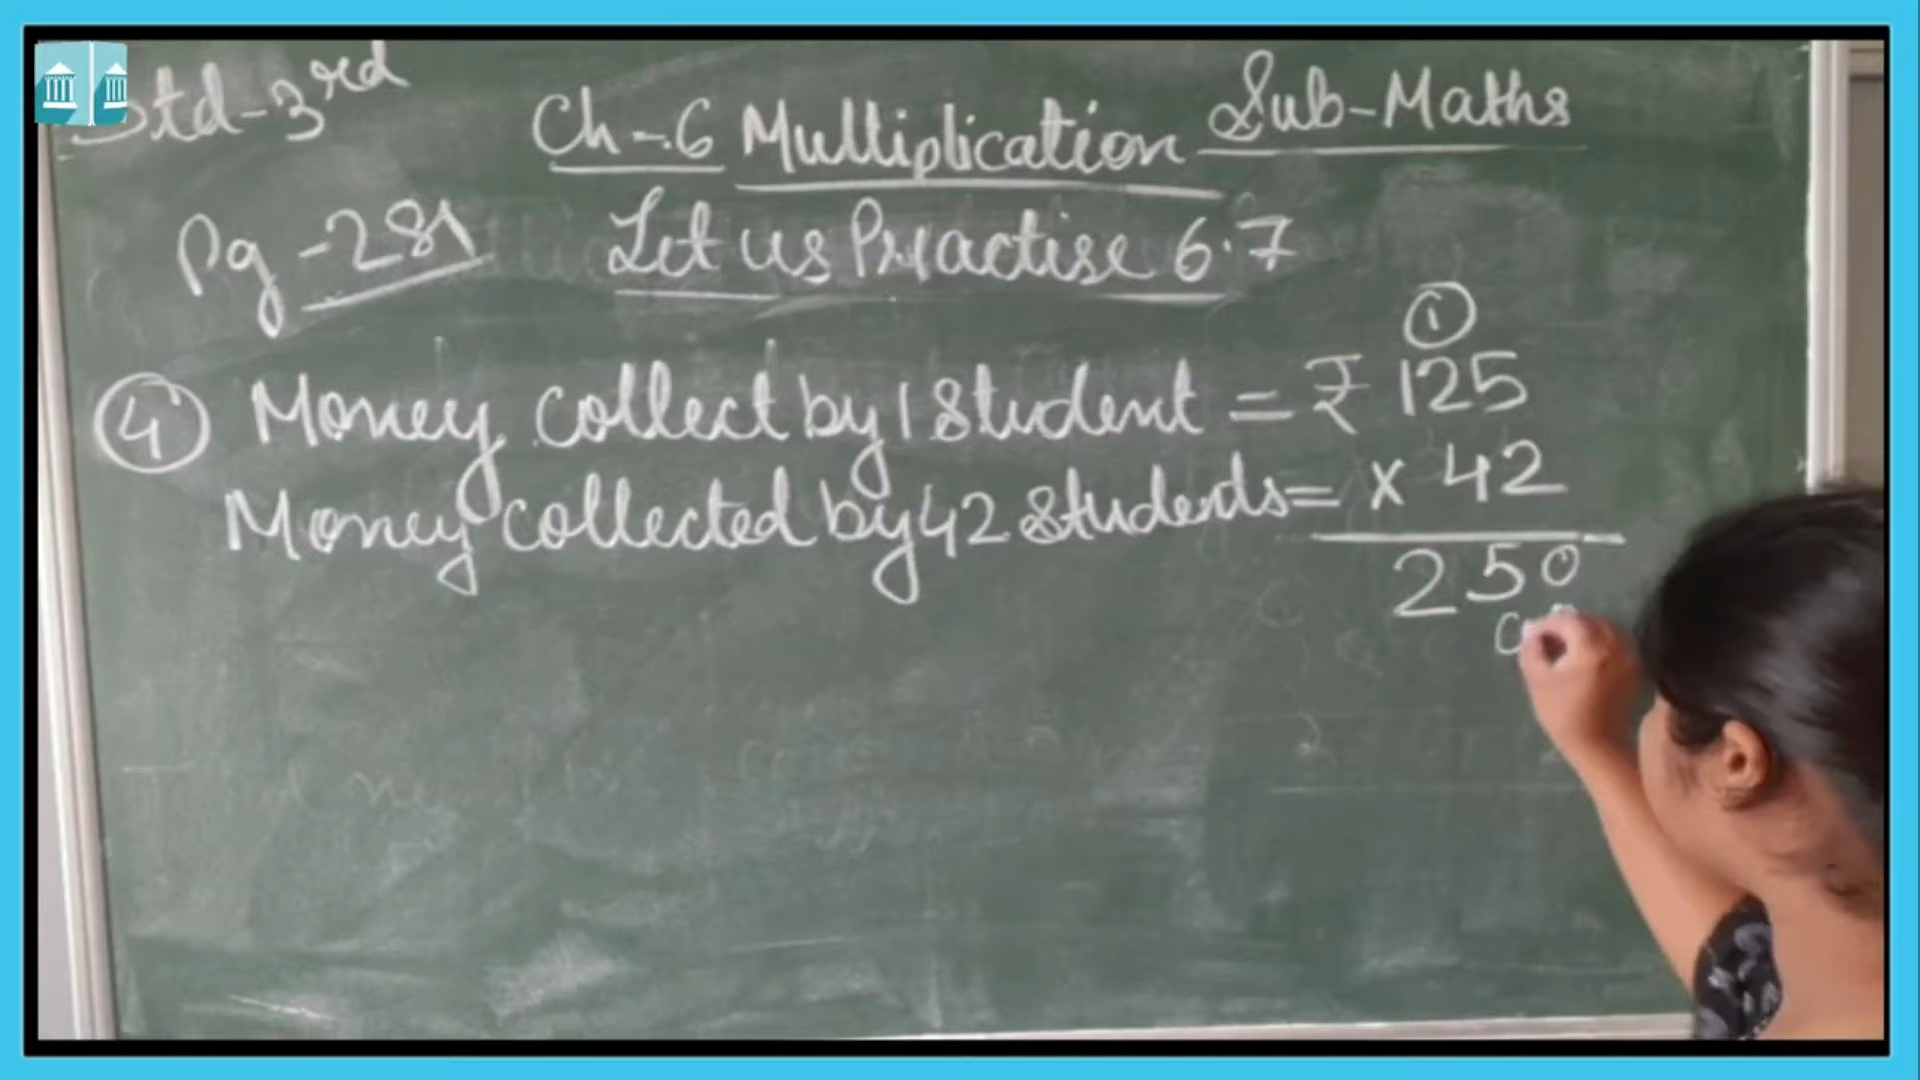 Std-3rd
Ch-6 Multiplication
Sub-Maths
Pg-281
Let us Practise 6.7
1
4 Money collect by 1 Student = ₹ 125
Money collected by 42 Students = x 42
250